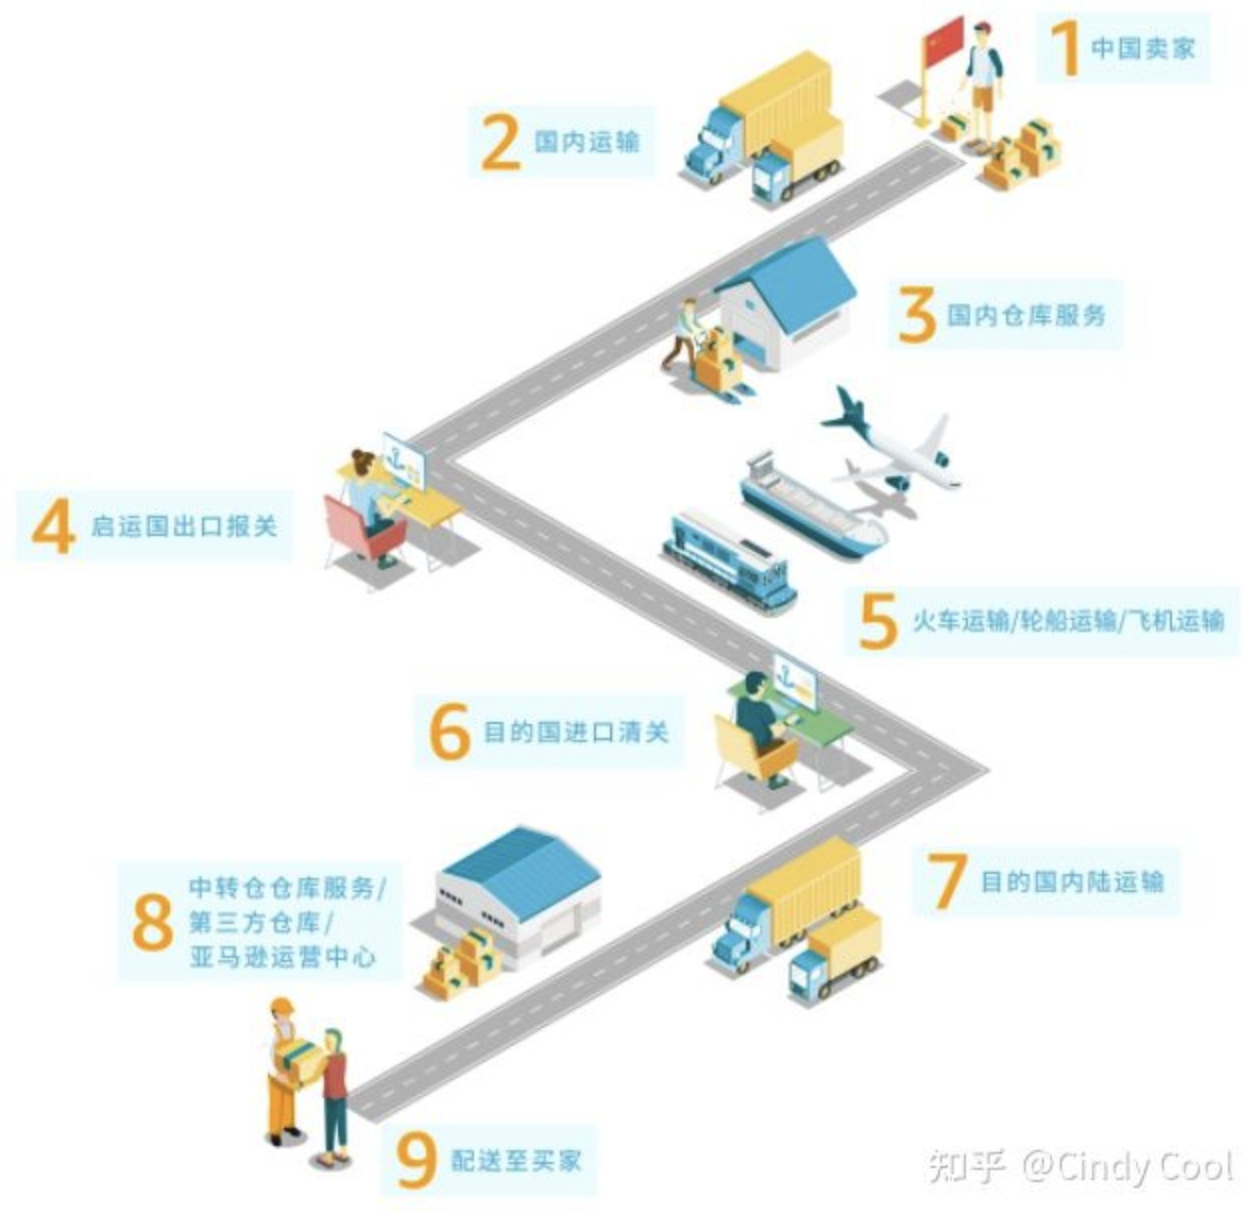 1 中国卖家
2 国内运输
3 国内仓库服务
4 启运国出口报关
5 火车运输/轮船运输/飞机运输
6 目的国进口清关
7 目的国内陆运输
8 中转仓仓库服务/
第三方仓库/
亚马逊运营中心
9 配送至买家
知乎 @Cindy Cool